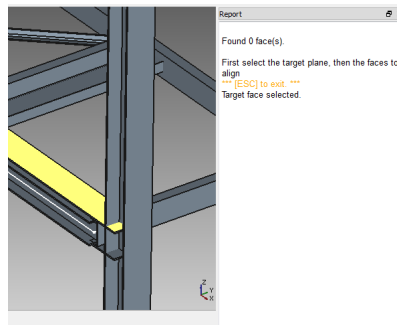 Report
Found 0 face(s).
First select the target plane, then the faces to
align
*** [ESC] to exit. ***
Target face selected.
Z
Y
X